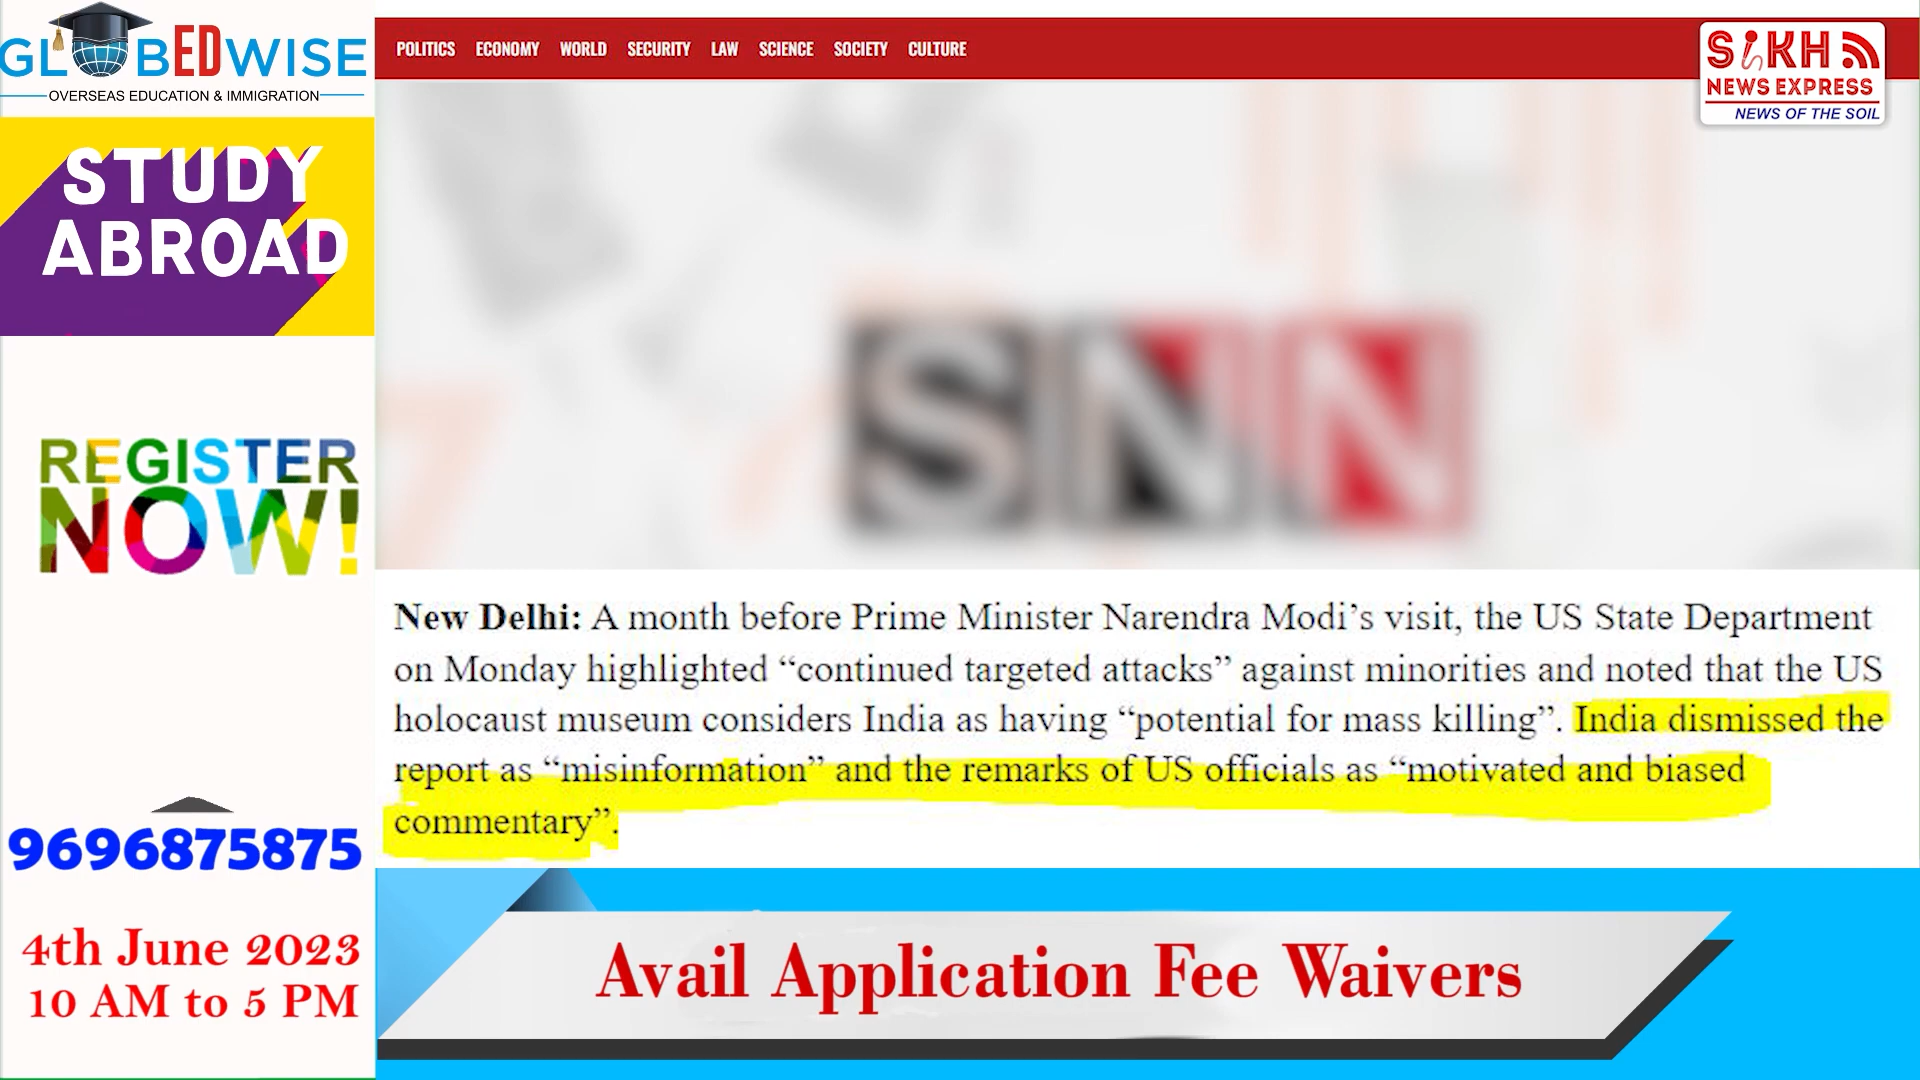 GLOBEDWISE
OVERSEAS EDUCATION & IMMIGRATION
STUDY
ABROAD
REGISTER
NOW!
9696875875
4th June 2023
10 AM to 5 PM
POLITICS ECONOMY WORLD SECURITY LAW SCIENCE SOCIETY CULTURE
SIKH
NEWS EXPRESS
NEWS OF THE SOIL
SNN
New Delhi: A month before Prime Minister Narendra Modi’s visit, the US State Department
on Monday highlighted “continued targeted attacks” against minorities and noted that the US
holocaust museum considers India as having “potential for mass killing”. India dismissed the
report as “misinformation” and the remarks of US officials as “motivated and biased
commentary”.
Avail Application Fee Waivers